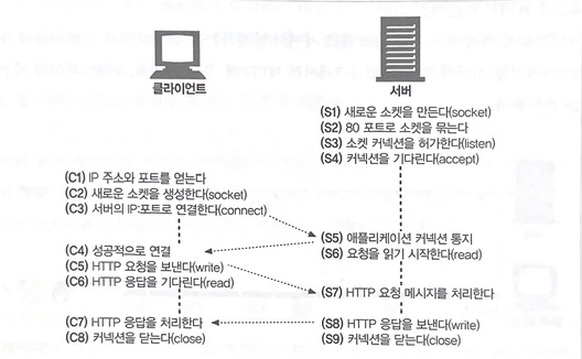 클라이언트
서버
(S1) 새로운 소켓을 만든다(socket)
(S2) 80 포트로 소켓을 묶는다
(S3) 소켓 커넥션을 허가한다(listen)
(S4) 커넥션을 기다린다(accept)
(C1) IP 주소와 포트를 얻는다
(C2) 새로운 소켓을 생성한다(socket)
(C3) 서버의 IP:포트로 연결한다(connect)
(S5) 애플리케이션 커넥션 통지
(S6) 요청을 읽기 시작한다(read)
(C4) 성공적으로 연결
(C5) HTTP 요청을 보낸다(write)
(C6) HTTP 응답을 기다린다(read)
(S7) HTTP 요청 메시지를 처리한다
(C7) HTTP 응답을 처리한다
(C8) 커넥션을 닫는다(close)
(S8) HTTP 응답을 보낸다(write)
(S9) 커넥션을 닫는다(close)